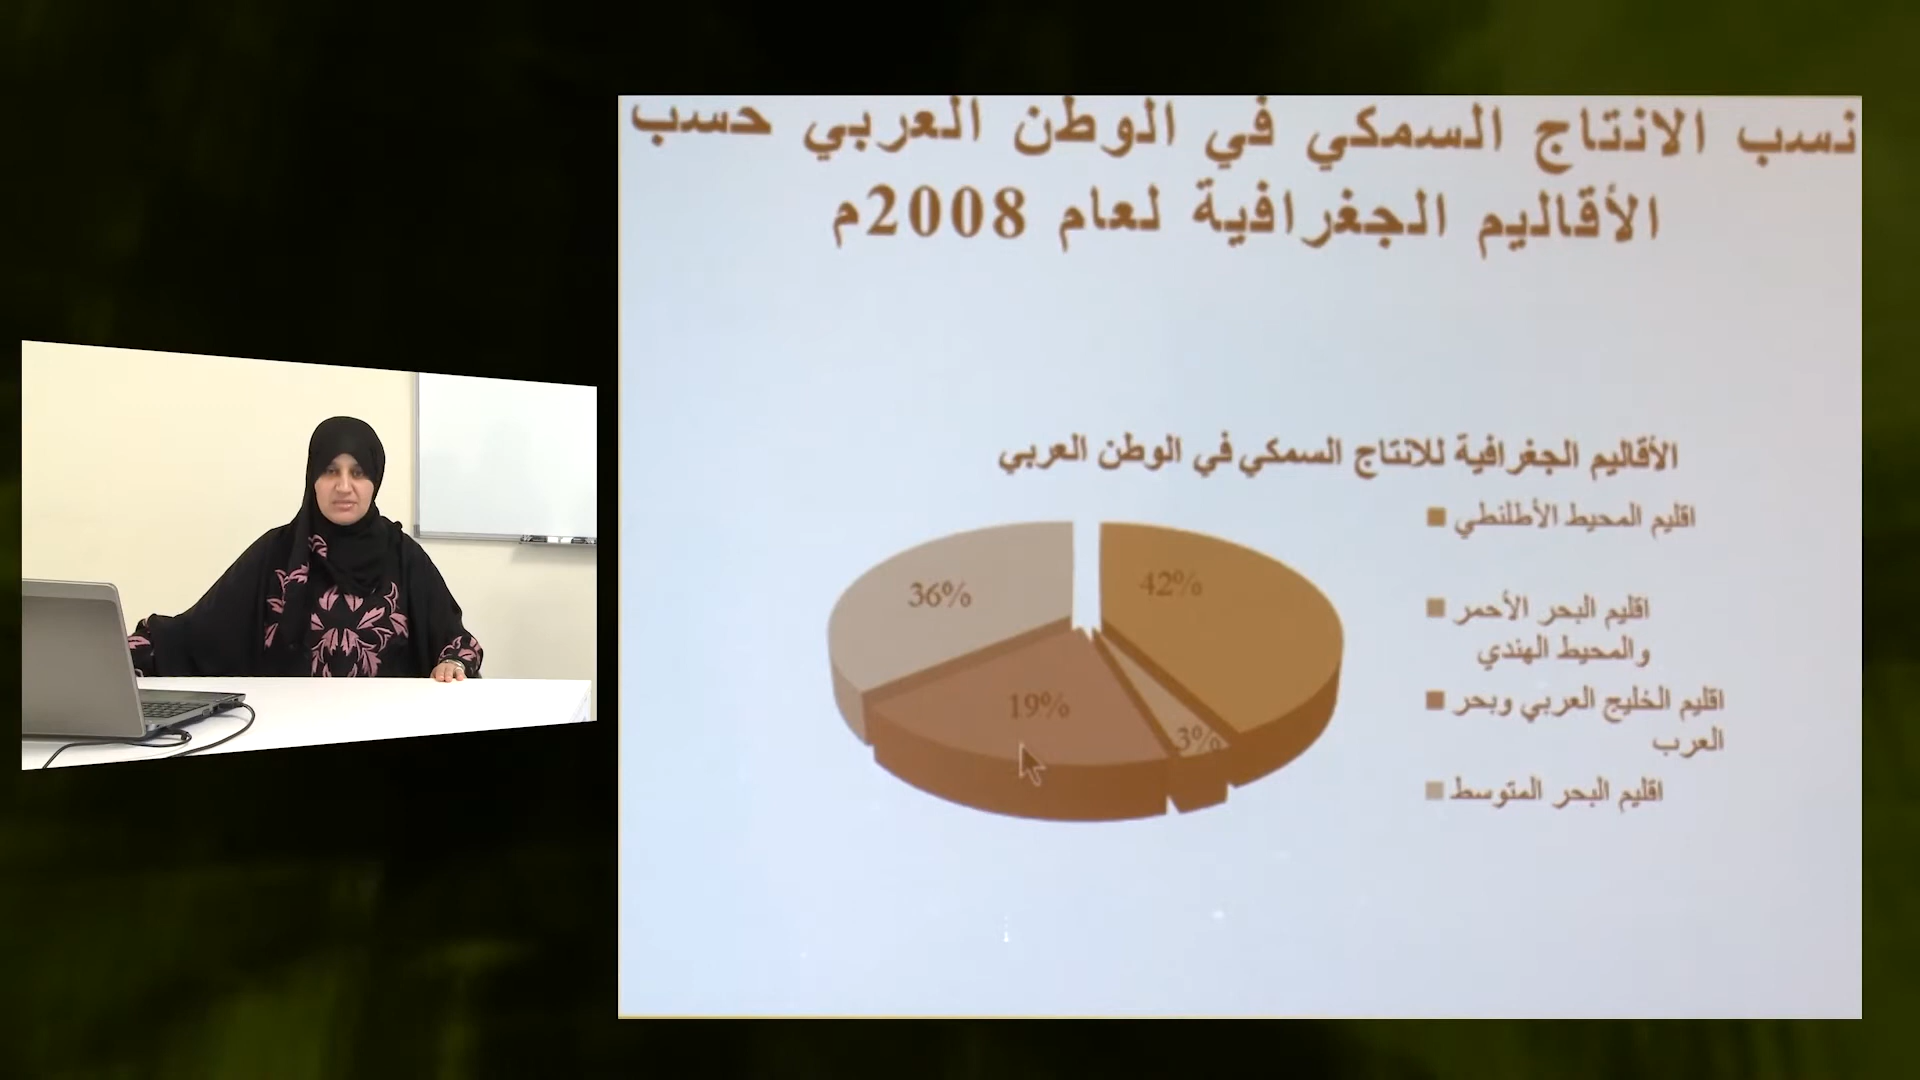 نسب الانتاج السمكي في الوطن العربي حسب
الأقاليم الجغرافية لعام 2008م
الأقاليم الجغرافية للانتاج السمكي في الوطن العربي
اقليم المحيط الأطلنطي
اقليم البحر الأحمر
والمحيط الهندي
اقليم الخليج العربي وبحر
العرب
اقليم البحر المتوسط
42%
3%
19%
36%